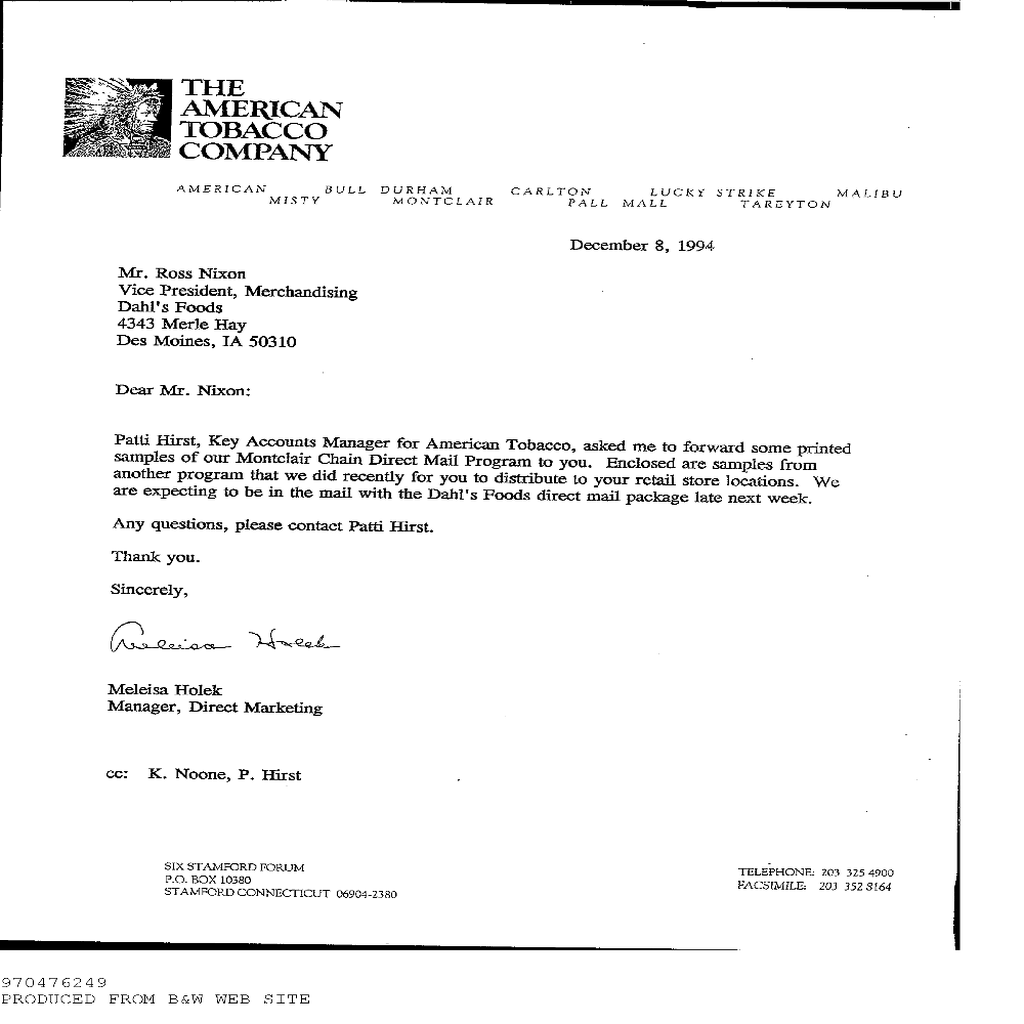 THE
AMERICAN
TOBACCO
COMPANY
AMERICAN BULL DURHAM CARLTON LUCKY STRIKE MALIBU
MISTY MONTCLAIR PALL MALL TAREYTON
December 8, 1994
Mr. Ross Nixon
Vice President, Merchandising
Dahl's Foods
4343 Merle Hay
Des Moines, IA 50310
Dear Mr. Nixon:
Patti Hirst, Key Accounts Manager for American Tobacco, asked me to forward some printed
samples of our Montclair Chain Direct Mail Program to you. Enclosed are samples from
another program that we did recently for you to distribute to your retail store locations. We
are expecting to be in the mail with the Dahl's Foods direct mail package late next week.
Any questions, please contact Patti Hirst.
Thank you.
Sincerely,
Meleisa Holek
Meleisa Holek
Manager, Direct Marketing
cc: K. Noone, P. Hirst
SIX STAMFORD FORUM
P.O. BOX 10380
STAMFORD CONNECTICUT 06904-2380
TELEPHONE: 203 325 4900
FACSIMILE: 203 352 8164
970476249
PRODUCED FROM B&W WEB SITE